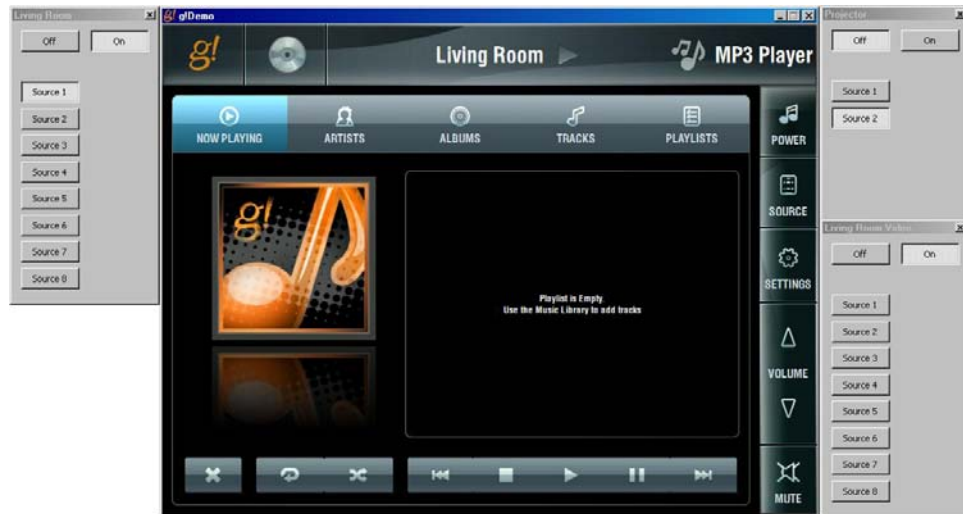 Living Room
Off
On
Source 1
Source 2
Source 3
Source 4
Source 5
Source 6
Source 7
Source 8
g!Demo
g!
Living Room
MP3 Player
NOW PLAYING
ARTISTS
ALBUMS
TRACKS
PLAYLISTS
g!
Playlist is Empty.
Use the Music Library to add tracks
POWER
SOURCE
SETTINGS
VOLUME
MUTE
Projector
Off
On
Source 1
Source 2
Living Room Video
Off
On
Source 1
Source 2
Source 3
Source 4
Source 5
Source 6
Source 7
Source 8